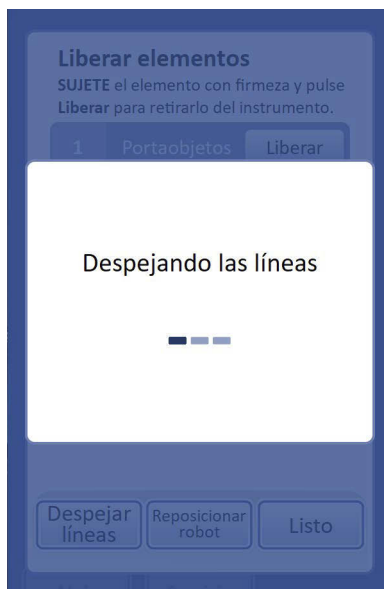 Liberar elementos
SUJETE el elemento con firmeza y pulse
Liberar para retirarlo del instrumento.
1 Portaobjetos Liberar
Despejando las líneas
Despejar líneas
Reposicionar robot
Listo